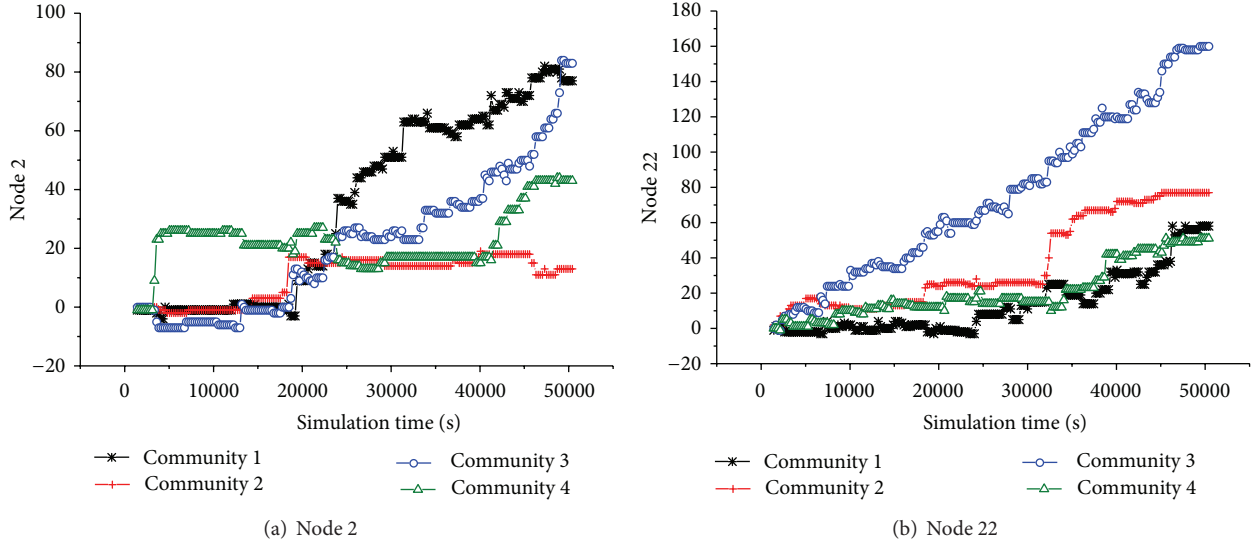 100
80
60
40
20
0
−20
Node 2
0
10000
20000
30000
40000
50000
Simulation time (s)
Community 1
Community 2
Community 3
Community 4
(a) Node 2
180
160
140
120
100
80
60
40
20
0
−20
Node 22
0
10000
20000
30000
40000
50000
Simulation time (s)
Community 1
Community 2
Community 3
Community 4
(b) Node 22